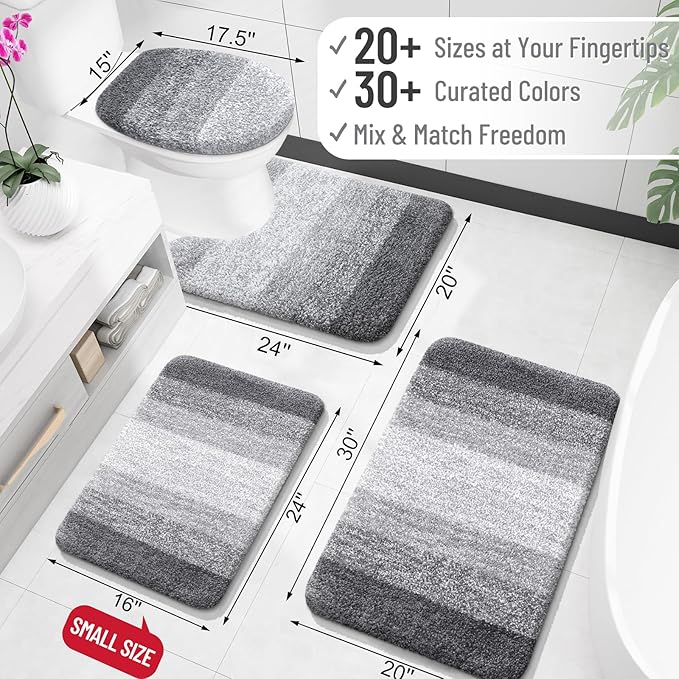 ✓ 20+ Sizes at Your Fingertips
✓ 30+ Curated Colors
✓ Mix & Match Freedom
17.5"
15"
20"
24"
30"
24"
16"
20"
SMALL SIZE